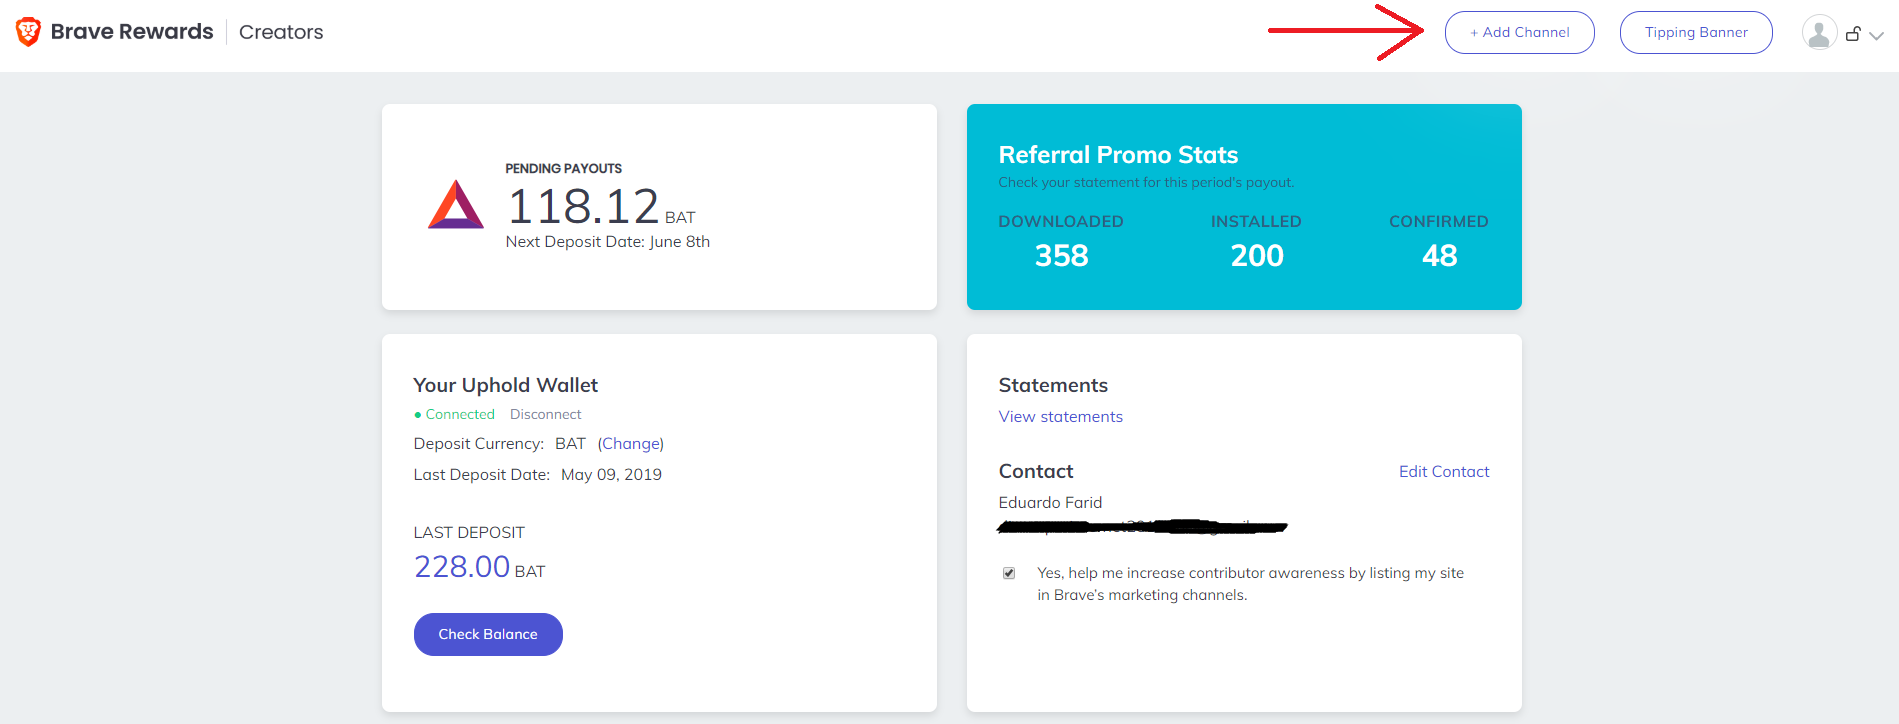 Brave Rewards Creators
+ Add Channel
Tipping Banner
PENDING PAYOUTS
118.12 BAT
Next Deposit Date: June 8th
Referral Promo Stats
Check your statement for this period's payout.
DOWNLOADED INSTALLED CONFIRMED
358 200 48
Your Uphold Wallet
Connected Disconnect
Deposit Currency: BAT (Change)
Last Deposit Date: May 09, 2019
LAST DEPOSIT
228.00 BAT
Check Balance
Statements
View statements
Contact Edit Contact
Eduardo Farid
Yes, help me increase contributor awareness by listing my site
in Brave's marketing channels.